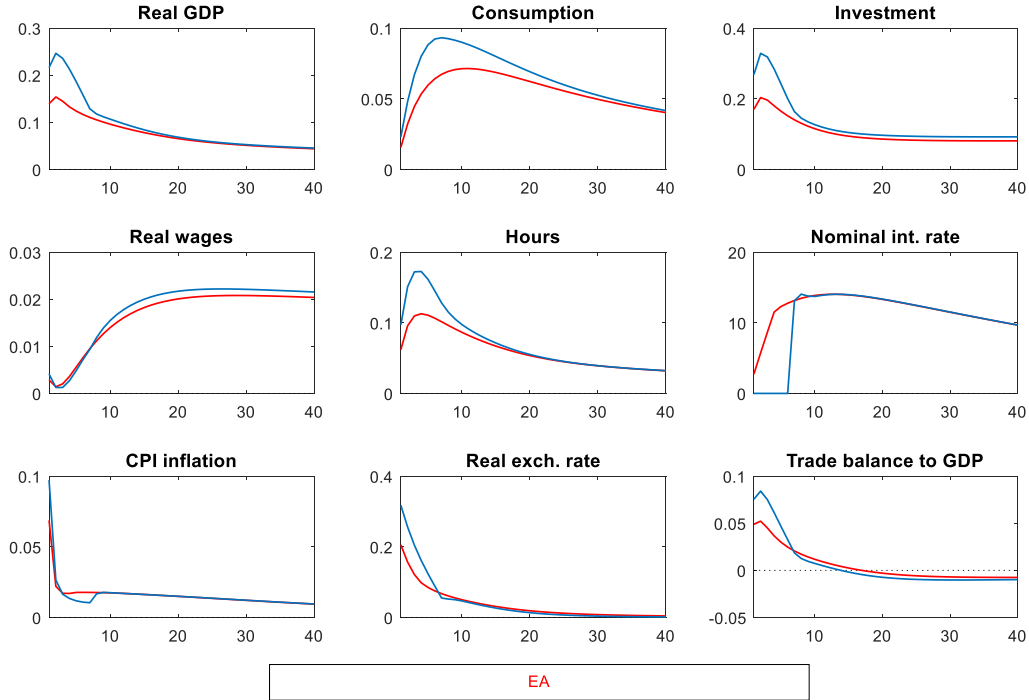 Real GDP
0.3
0.2
0.1
0
10 20 30 40
Consumption
0.1
0.05
0
10 20 30 40
Investment
0.4
0.2
0
10 20 30 40
Real wages
0.03
0.02
0.01
0
10 20 30 40
Hours
0.2
0.1
0
10 20 30 40
Nominal int. rate
20
10
0
10 20 30 40
CPI inflation
0.1
0.05
0
10 20 30 40
Real exch. rate
0.4
0.2
0
10 20 30 40
Trade balance to GDP
0.1
0.05
0
-0.05
10 20 30 40
EA